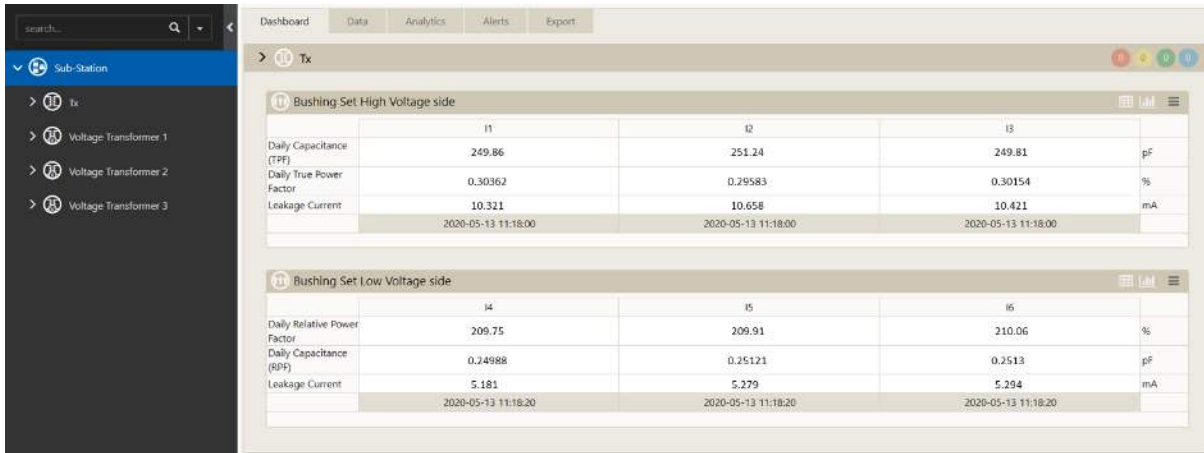 search...
Dashboard Data Analytics Alerts Export
Sub-Station
Tx
Voltage Transformer 1
Voltage Transformer 2
Voltage Transformer 3
Tx 0 0 0 0
Bushing Set High Voltage side
I1 I2 I3
Daily Capacitance (TPF) 249.86 251.24 249.81 pF
Daily True Power Factor 0.30362 0.29583 0.30154 %
Leakage Current 10.321 10.658 10.421 mA
2020-05-13 11:18:00 2020-05-13 11:18:00 2020-05-13 11:18:00
Bushing Set Low Voltage side
I4 I5 I6
Daily Relative Power Factor 209.75 209.91 210.06 %
Daily Capacitance (RPF) 0.24988 0.25121 0.2513 pF
Leakage Current 5.181 5.279 5.294 mA
2020-05-13 11:18:20 2020-05-13 11:18:20 2020-05-13 11:18:20